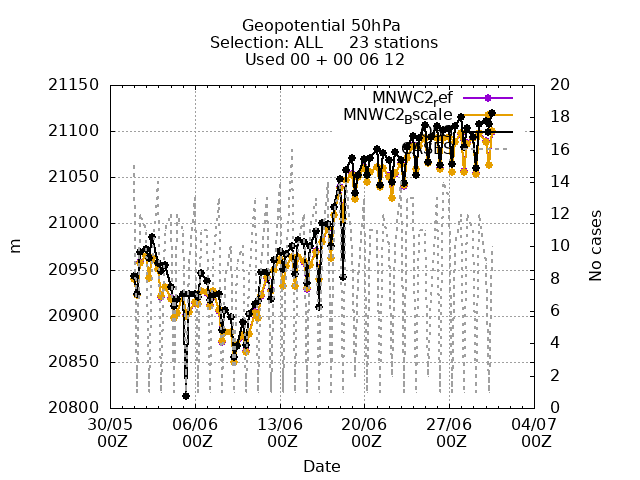 Geopotential 50hPa
Selection: ALL     23 stations
Used 00 + 00 06 12
21150
21100
21050
21000
20950
20900
20850
20800
20
18
16
14
12
10
8
6
4
2
0
m
No cases
MNWC2ref
MNWC2Bscale
30/05 06/06 13/06 20/06 27/06 04/07
00Z 00Z 00Z 00Z 00Z 00Z
Date